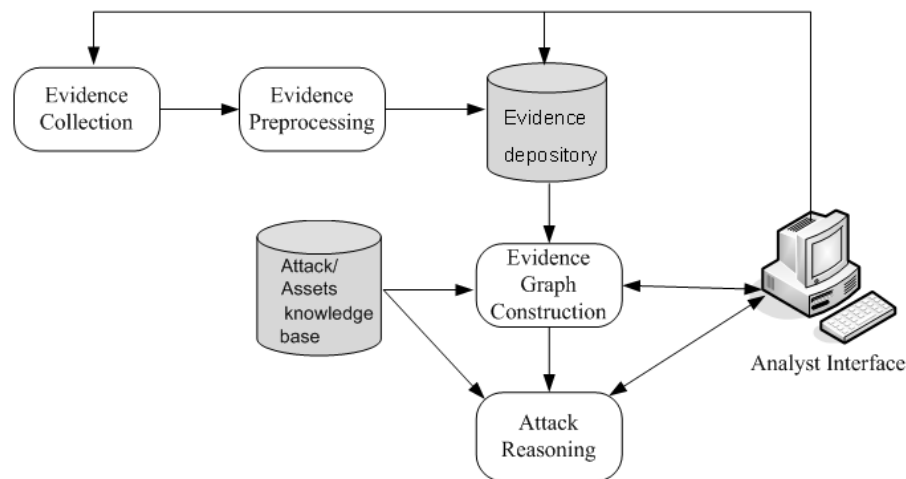 Evidence
Collection
Evidence
Preprocessing
Evidence
depository
Attack/
Assets
knowledge
base
Evidence
Graph
Construction
Analyst Interface
Attack
Reasoning